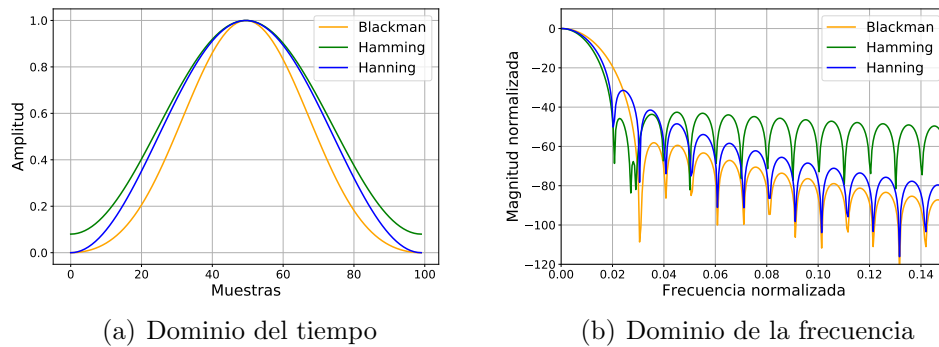 1.0
0.8
0.6
0.4
0.2
0.0
Amplitud
0 20 40 60 80 100
Muestras
Blackman
Hamming
Hanning
(a) Dominio del tiempo
0
−20
−40
−60
−80
−100
−120
Magnitud normalizada
0.00 0.02 0.04 0.06 0.08 0.10 0.12 0.14
Frecuencia normalizada
Blackman
Hamming
Hanning
(b) Dominio de la frecuencia